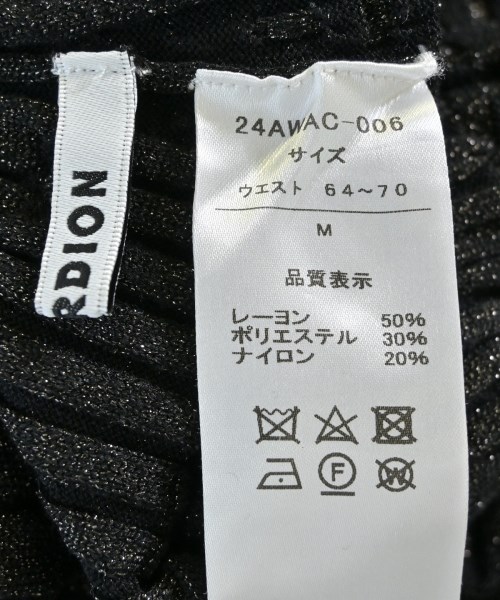 RDION
24AWAC-006
サイズ
ウエスト 64～70
M
品質表示
レーヨン 50%
ポリエステル 30%
ナイロン 20%
F W